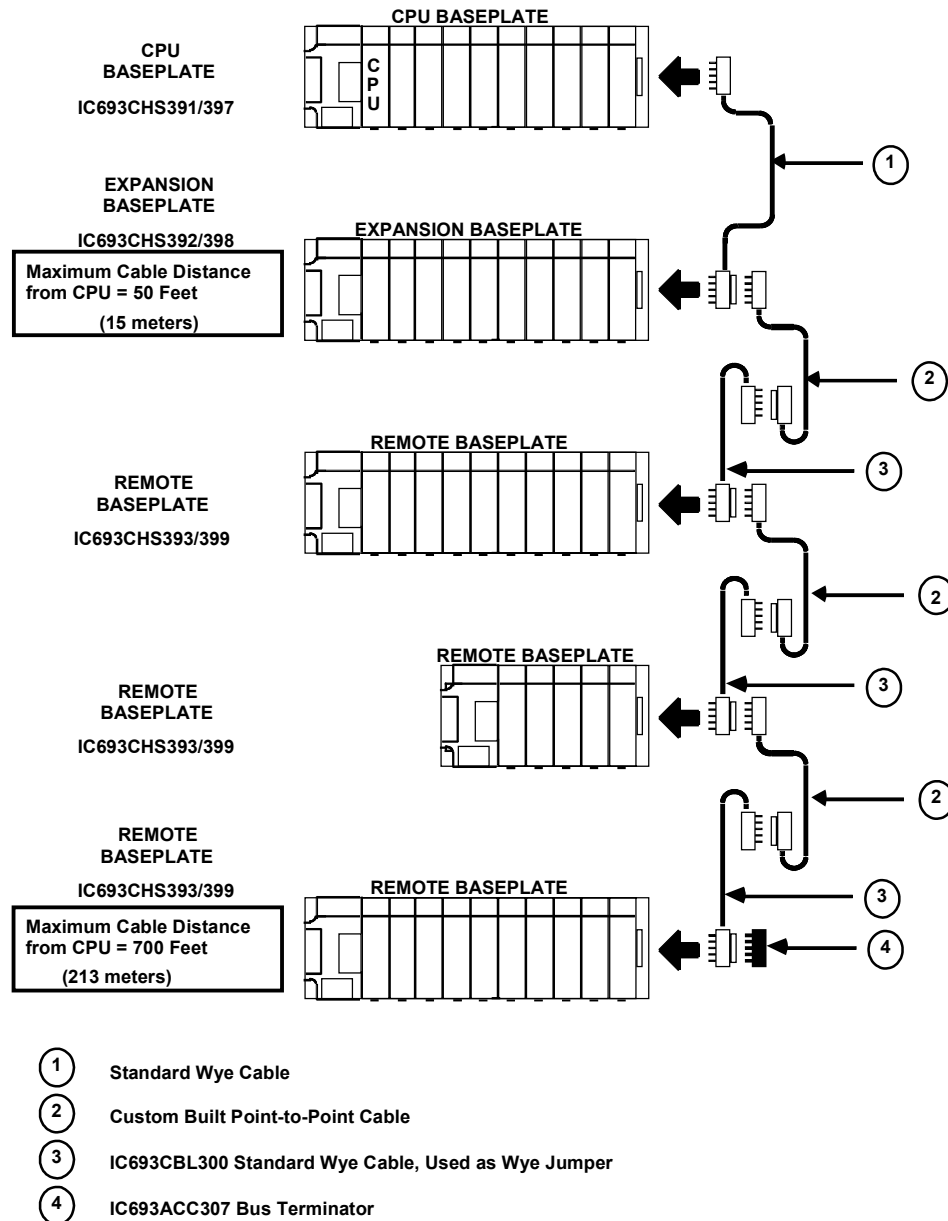 CPU BASEPLATE
CPU
BASEPLATE
IC693CHS391/397
C
P
U
1
EXPANSION
BASEPLATE
IC693CHS392/398
EXPANSION BASEPLATE
Maximum Cable Distance
from CPU = 50 Feet
(15 meters)
2
REMOTE BASEPLATE
3
REMOTE
BASEPLATE
IC693CHS393/399
2
REMOTE BASEPLATE
3
REMOTE
BASEPLATE
IC693CHS393/399
2
REMOTE
BASEPLATE
IC693CHS393/399
REMOTE BASEPLATE
3
Maximum Cable Distance
from CPU = 700 Feet
(213 meters)
4
1 Standard Wye Cable
2 Custom Built Point-to-Point Cable
3 IC693CBL300 Standard Wye Cable, Used as Wye Jumper
4 IC693ACC307 Bus Terminator